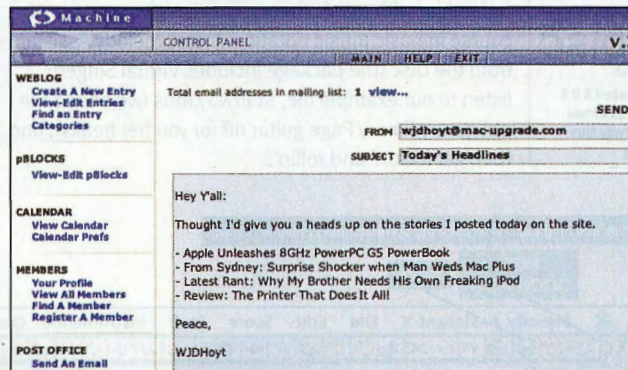 Machine
CONTROL PANEL
V.
MAIN HELP EXIT
WEBLOG
Create A New Entry
View-Edit Entries
Find an Entry
Categories
pBLOCKS
View-Edit pBlocks
CALENDAR
View Calendar
Calendar Prefs
MEMBERS
Your Profile
View All Members
Find A Member
Register A Member
POST OFFICE
Send An Email
Total email addresses in mailing list: 1 view...
SEND
FROM wjdhoyt@mac-upgrade.com
SUBJECT Today's Headlines
Hey Y'all:
Thought I'd give you a heads up on the stories I posted today on the site.
- Apple Unleashes 8GHz PowerPC G5 PowerBook
- From Sydney: Surprise Shocker when Man Weds Mac Plus
- Latest Rant: Why My Brother Needs His Own Freaking iPod
- Review: The Printer That Does It All!
Peace,
WJDHoyt